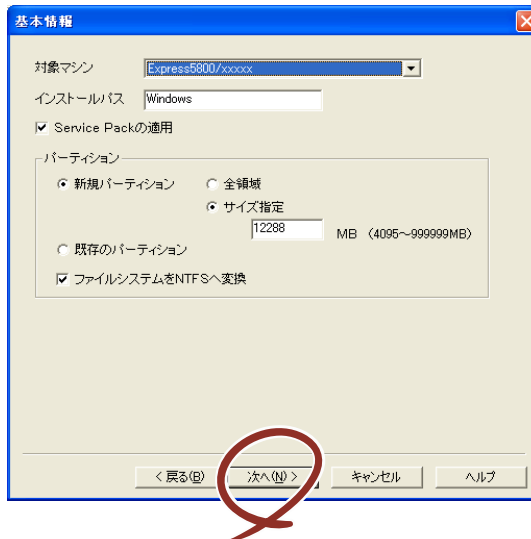 基本情報
対象マシン Express5800/xxxxx
インストールパス Windows
Service Packの適用
パーティション
新規パーティション 全領域
サイズ指定
12288 MB (4095～999999MB)
既存のパーティション
ファイルシステムをNTFSへ変換
< 戻る(B) 次へ(N) > キャンセル ヘルプ